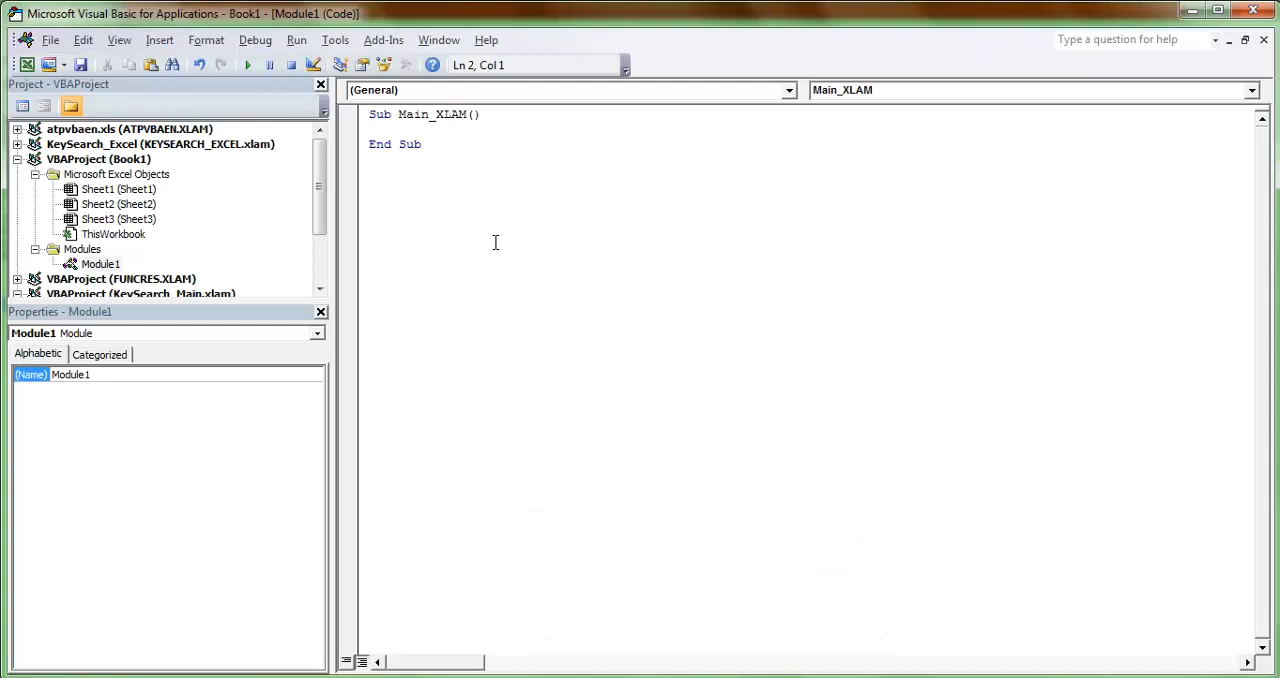 Microsoft Visual Basic for Applications - Book1 - [Module1 (Code)]
File Edit View Insert Format Debug Run Tools Add-Ins Window Help
Type a question for help
Ln 2, Col 1
Project - VBAProject
(General)
Main_XLAM
atpvbaen.xls (ATPVBAEN.XLAM)
KeySearch_Excel (KEYSEARCH_EXCEL.xlam)
VBAProject (Book1)
Microsoft Excel Objects
Sheet1 (Sheet1)
Sheet2 (Sheet2)
Sheet3 (Sheet3)
ThisWorkbook
Modules
Module1
VBAProject (FUNCRES.XLAM)
VBAProject (KeySearch_Main.xlam)
Properties - Module1
Module1 Module
Alphabetic Categorized
(Name) Module1
Sub Main_XLAM()
End Sub